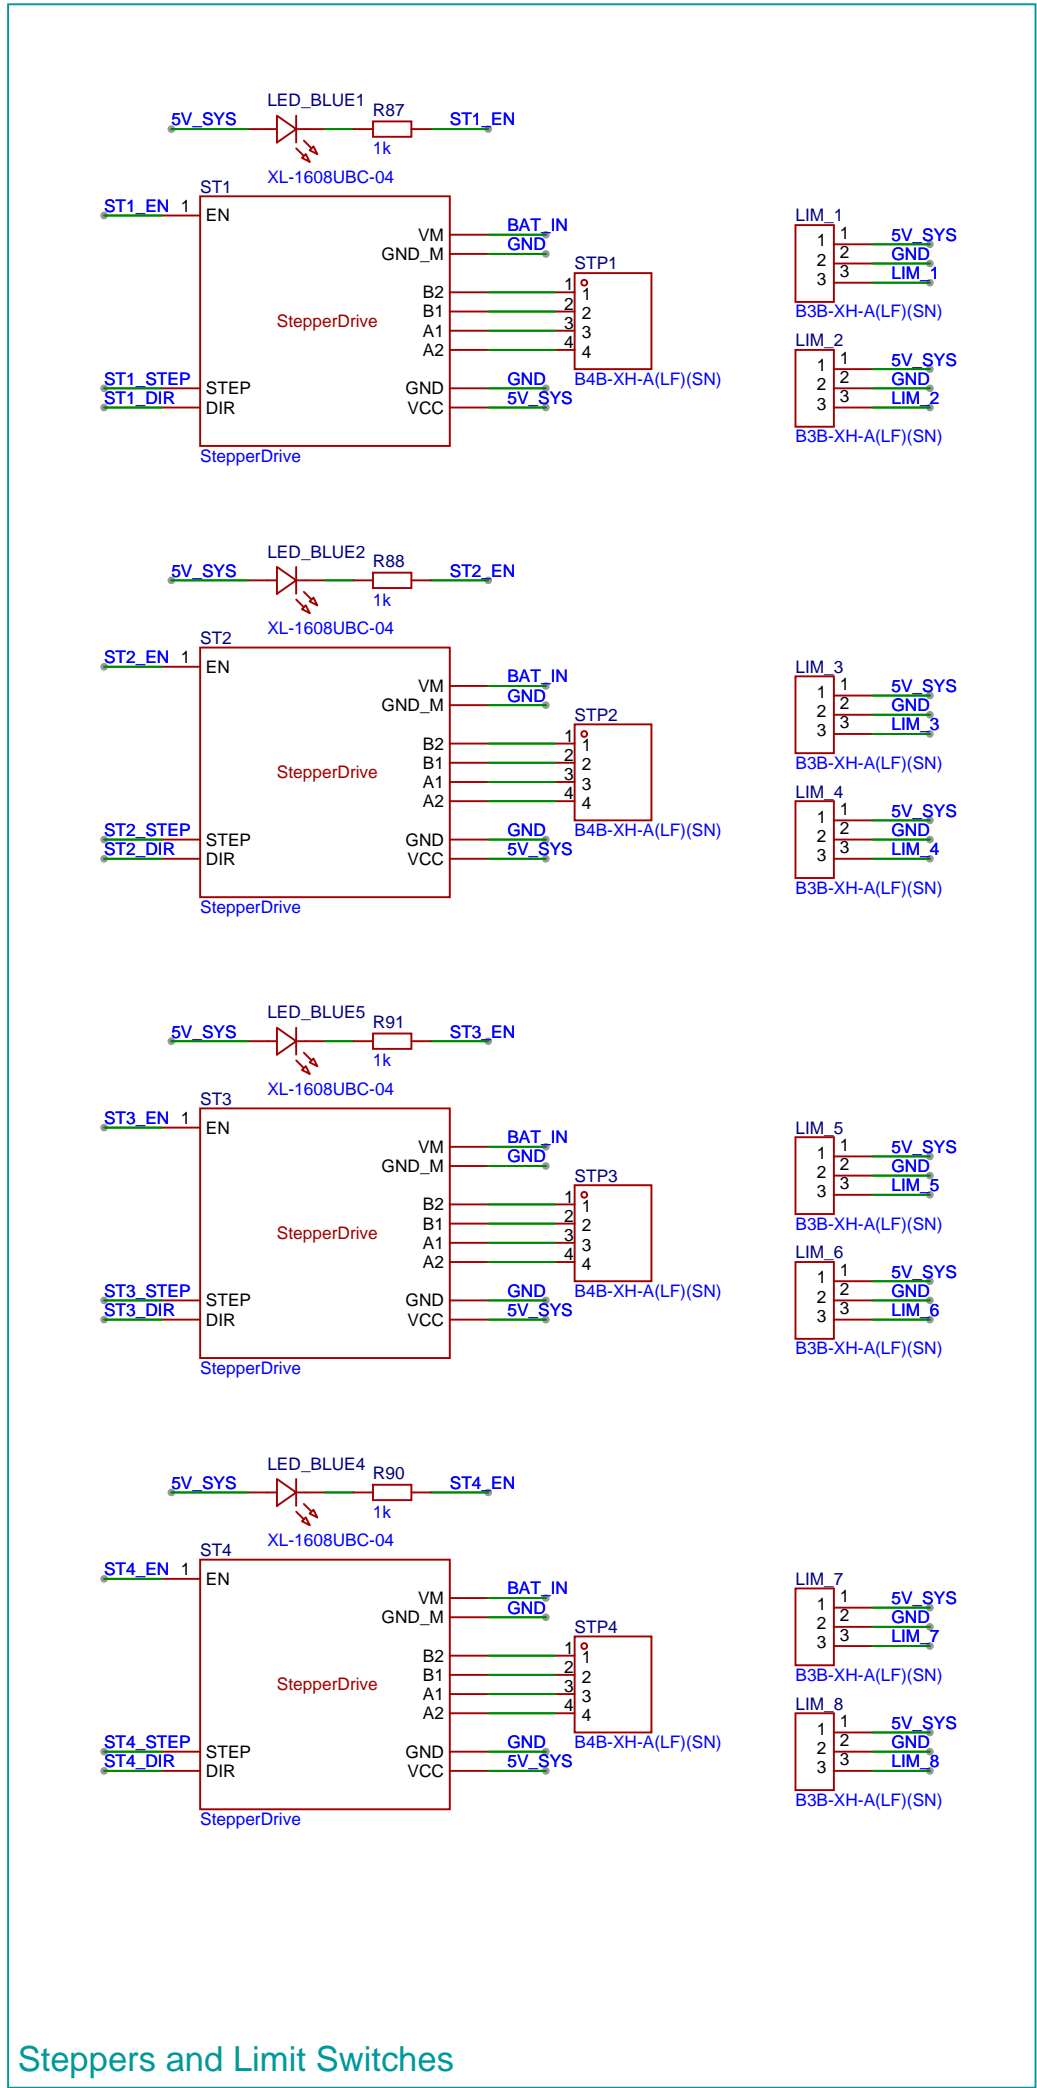 LED_BLUE1
R87
5V_SYS
ST1_EN
1k
XL-1608UBC-04
ST1
ST1_EN 1 EN
VM BAT_IN
GND_M GND
STP1
B2 1 1
B1 2 2
StepperDrive
A1 3 3
A2 4 4
B4B-XH-A(LF)(SN)
ST1_STEP STEP
GND GND
ST1_DIR DIR
VCC 5V_SYS
StepperDrive
LIM_1
1 1 5V_SYS
2 2 GND
3 3 LIM_1
B3B-XH-A(LF)(SN)
LIM_2
1 1 5V_SYS
2 2 GND
3 3 LIM_2
B3B-XH-A(LF)(SN)
LED_BLUE2
R88
5V_SYS
ST2_EN
1k
XL-1608UBC-04
ST2
ST2_EN 1 EN
VM BAT_IN
GND_M GND
STP2
B2 1 1
B1 2 2
StepperDrive
A1 3 3
A2 4 4
B4B-XH-A(LF)(SN)
ST2_STEP STEP
GND GND
ST2_DIR DIR
VCC 5V_SYS
StepperDrive
LIM_3
1 1 5V_SYS
2 2 GND
3 3 LIM_3
B3B-XH-A(LF)(SN)
LIM_4
1 1 5V_SYS
2 2 GND
3 3 LIM_4
B3B-XH-A(LF)(SN)
LED_BLUE5
R91
5V_SYS
ST3_EN
1k
XL-1608UBC-04
ST3
ST3_EN 1 EN
VM BAT_IN
GND_M GND
STP3
B2 1 1
B1 2 2
StepperDrive
A1 3 3
A2 4 4
B4B-XH-A(LF)(SN)
ST3_STEP STEP
GND GND
ST3_DIR DIR
VCC 5V_SYS
StepperDrive
LIM_5
1 1 5V_SYS
2 2 GND
3 3 LIM_5
B3B-XH-A(LF)(SN)
LIM_6
1 1 5V_SYS
2 2 GND
3 3 LIM_6
B3B-XH-A(LF)(SN)
LED_BLUE4
R90
5V_SYS
ST4_EN
1k
XL-1608UBC-04
ST4
ST4_EN 1 EN
VM BAT_IN
GND_M GND
STP4
B2 1 1
B1 2 2
StepperDrive
A1 3 3
A2 4 4
B4B-XH-A(LF)(SN)
ST4_STEP STEP
GND GND
ST4_DIR DIR
VCC 5V_SYS
StepperDrive
LIM_7
1 1 5V_SYS
2 2 GND
3 3 LIM_7
B3B-XH-A(LF)(SN)
LIM_8
1 1 5V_SYS
2 2 GND
3 3 LIM_8
B3B-XH-A(LF)(SN)
Steppers and Limit Switches